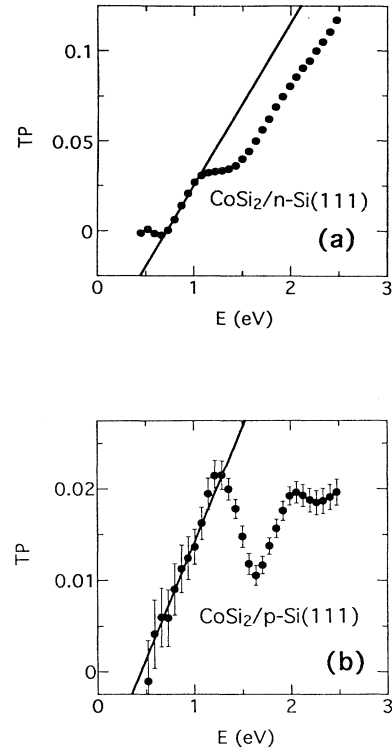 0.1
0.05
0
TP
CoSi2/n-Si(111)
(a)
0 1 2 3
E (eV)
0.02
0.01
0
TP
CoSi2/p-Si(111)
(b)
0 1 2 3
E (eV)